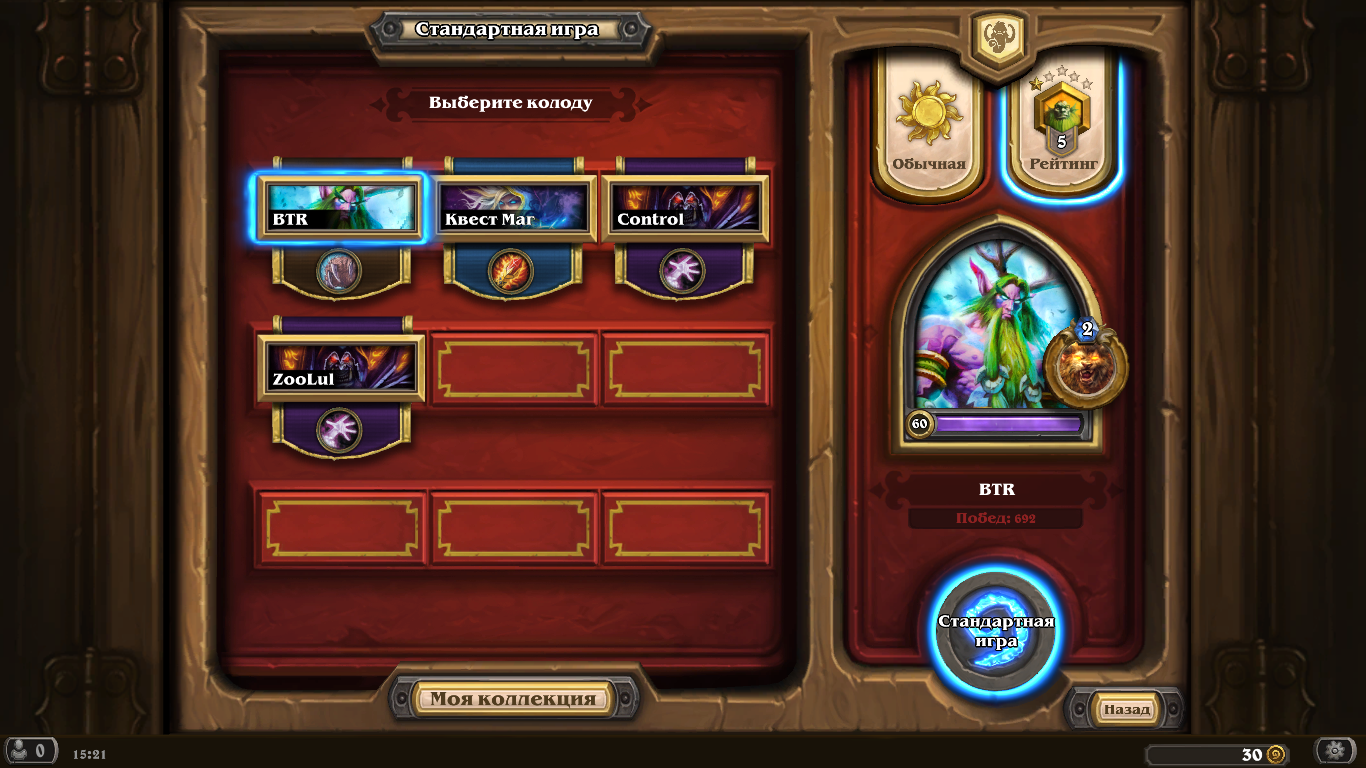 Стандартная игра
Выберите колоду
BTR
Квест Маг
Control
ZooLul
Моя коллекция
Обычная
5
Рейтинг
2
60
BTR
Побед: 692
Стандартная
игра
Назад
0
15:21
30